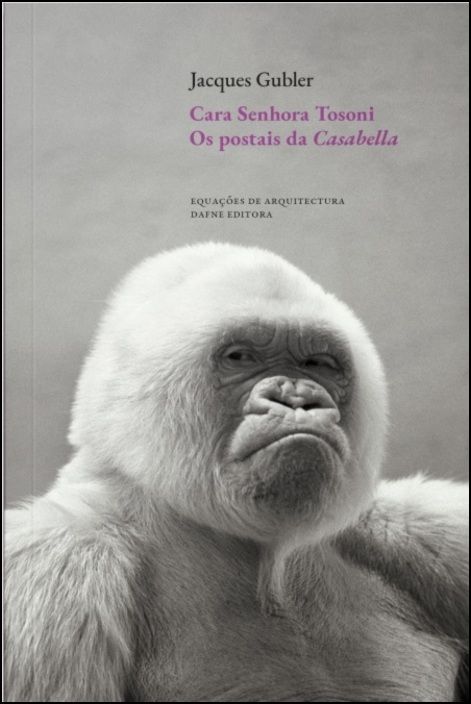 Jacques Gubler
Cara Senhora Tosoni
Os postais da Casabella
EQUAÇÕES DE ARQUITECTURA
DAFNE EDITORA